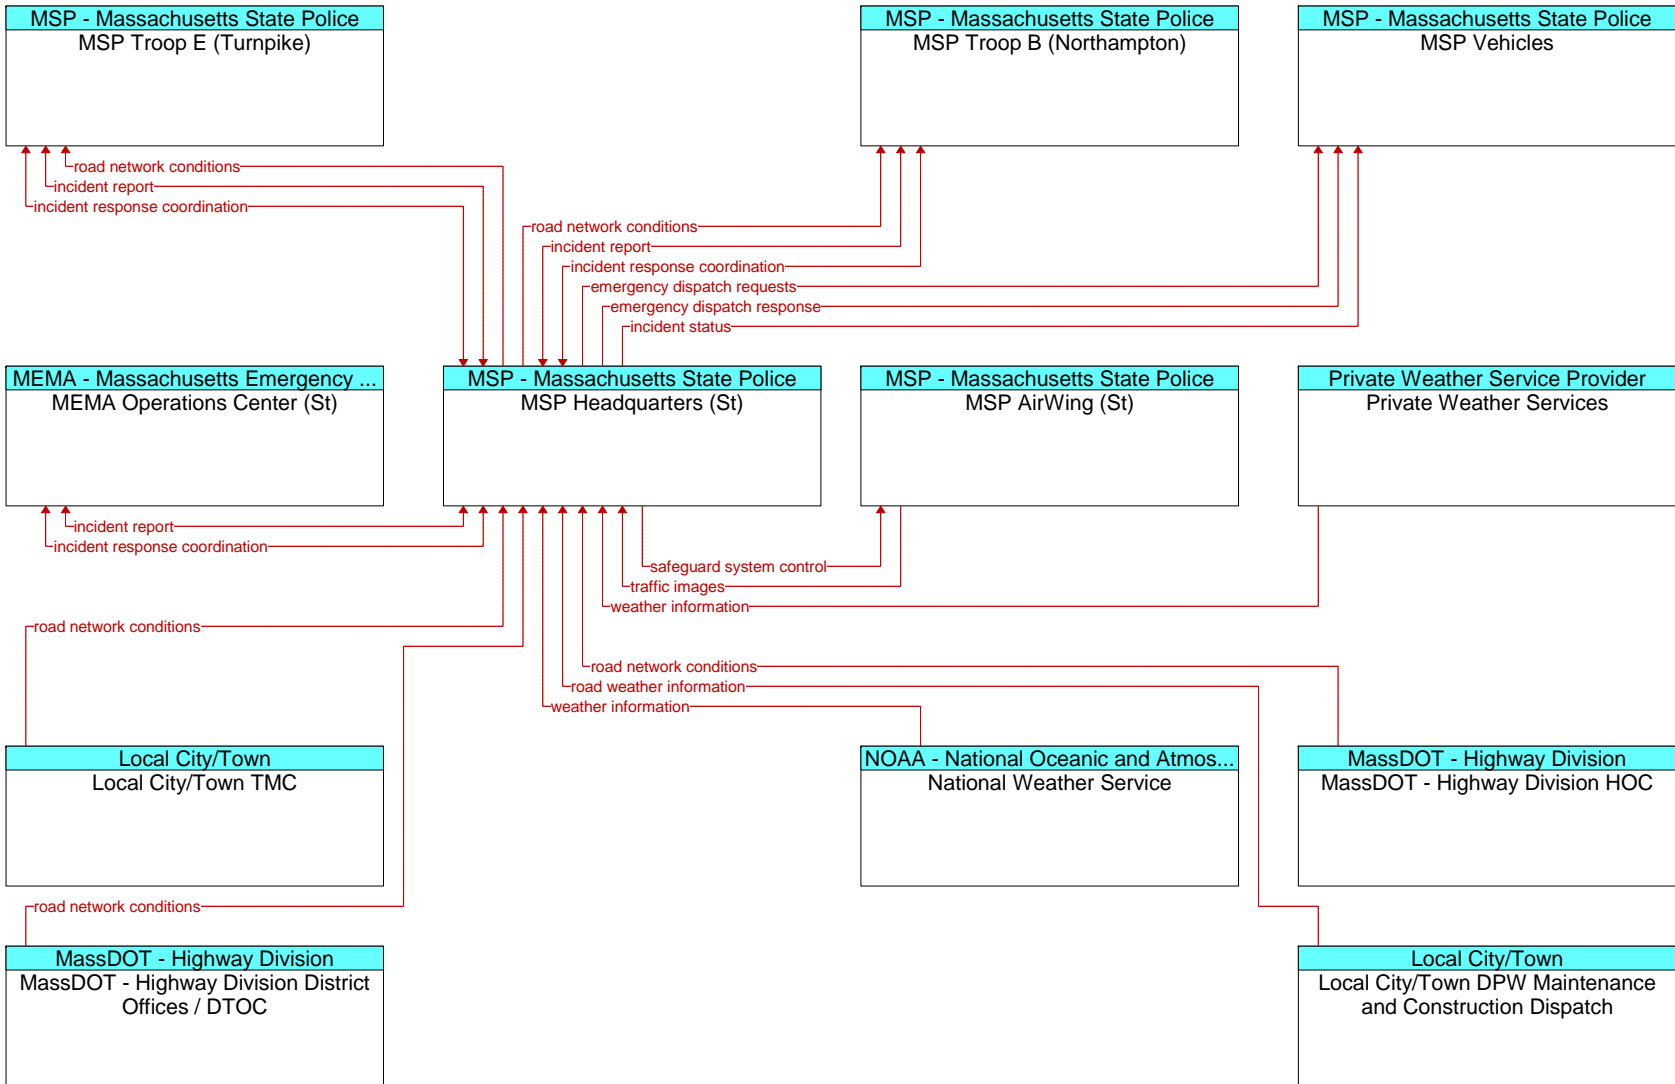 MSP - Massachusetts State Police
MSP Troop E (Turnpike)
MSP - Massachusetts State Police
MSP Troop B (Northampton)
MSP - Massachusetts State Police
MSP Vehicles
road network conditions
incident report
incident response coordination
road network conditions
incident report
incident response coordination
emergency dispatch requests
emergency dispatch response
incident status
MEMA - Massachusetts Emergency ...
MEMA Operations Center (St)
MSP - Massachusetts State Police
MSP Headquarters (St)
MSP - Massachusetts State Police
MSP AirWing (St)
Private Weather Service Provider
Private Weather Services
incident report
incident response coordination
safeguard system control
traffic images
weather information
road network conditions
road network conditions
road weather information
weather information
Local City/Town
Local City/Town TMC
NOAA - National Oceanic and Atmos...
National Weather Service
MassDOT - Highway Division
MassDOT - Highway Division HOC
road network conditions
MassDOT - Highway Division
MassDOT - Highway Division District
Offices / DTOC
Local City/Town
Local City/Town DPW Maintenance
and Construction Dispatch